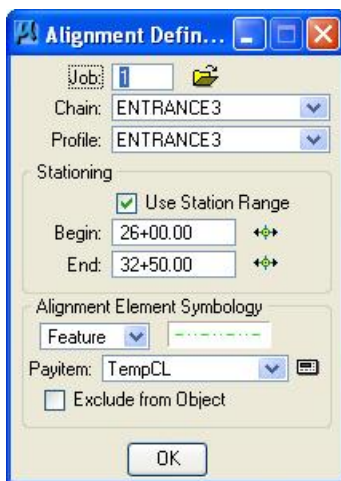 Alignment Defin...
Job: 1
Chain: ENTRANCE3
Profile: ENTRANCE3
Stationing
Use Station Range
Begin: 26+00.00
End: 32+50.00
Alignment Element Symbology
Feature
Payitem: TempCL
Exclude from Object
OK